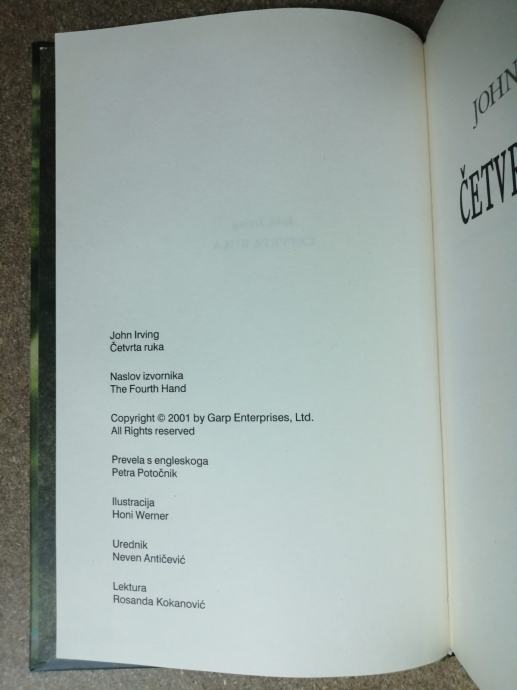 John Irving
Četvrta ruka
Naslov izvornika
The Fourth Hand
Copyright © 2001 by Garp Enterprises, Ltd.
All Rights reserved
Prevela s engleskoga
Petra Potočnik
Ilustracija
Honi Werner
Urednik
Neven Antičević
Lektura
Rosanda Kokanović
JOHN
ČETVR